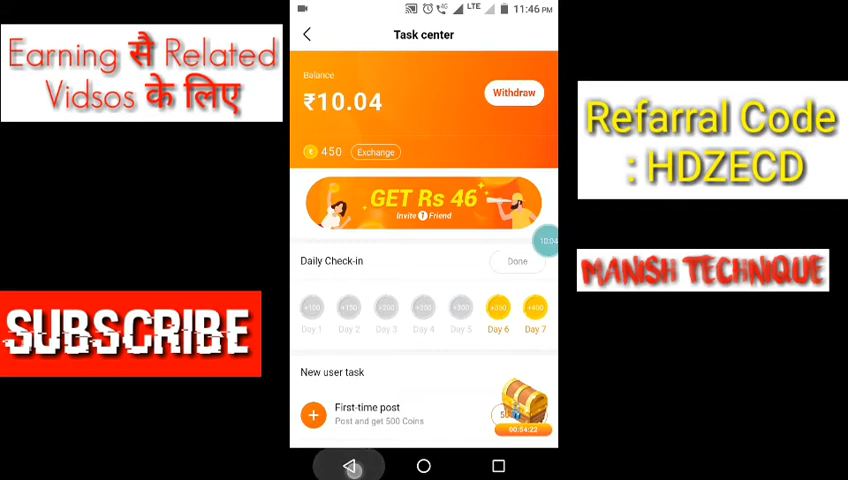 Earning सै Related
Vidsos के लिए
4G
LTE
11:46 PM
Task center
Balance
₹10.04
Withdraw
450
Exchange
GET Rs 46
Invite 1 Friend
10:04
Daily Check-in
Done
+100
+150
+200
+250
+300
+400
Day 1
Day 2
Day 3
Day 4
Day 5
Day 6
Day 7
New user task
First-time post
Post and get 500 Coins
00:54:22
Refarral Code
: HDZECD
MANISH TECHNIQUE
SUBSCRIBE